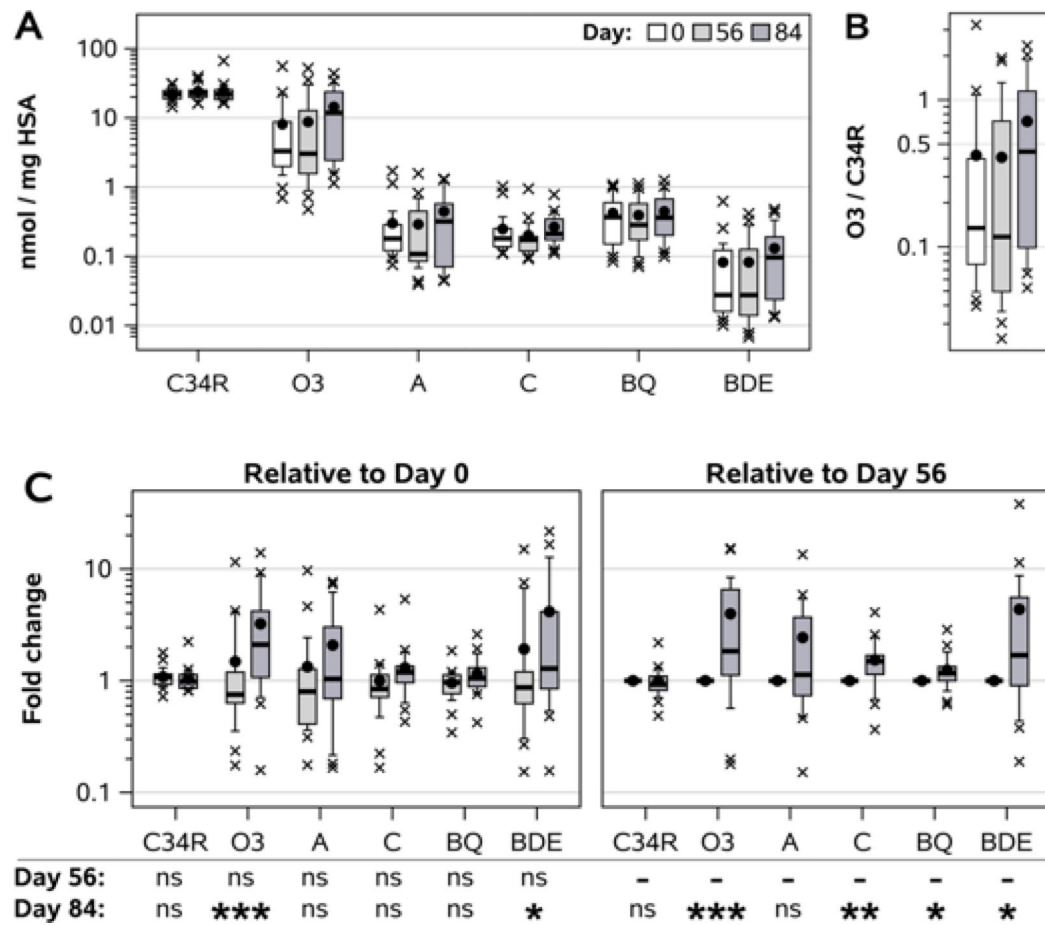 A
Day: 0 56 84
nmol / mg HSA
100
10
1
0.1
0.01
C34R O3 A C BQ BDE
B
O3 / C34R
1
0.5
0.1
C
Relative to Day 0 Relative to Day 56
Fold change
10
1
0.1
C34R O3 A C BQ BDE C34R O3 A C BQ BDE
Day 56: ns ns ns ns ns ns - - - - - -
Day 84: ns *** ns ns ns * ns *** ns ** * *